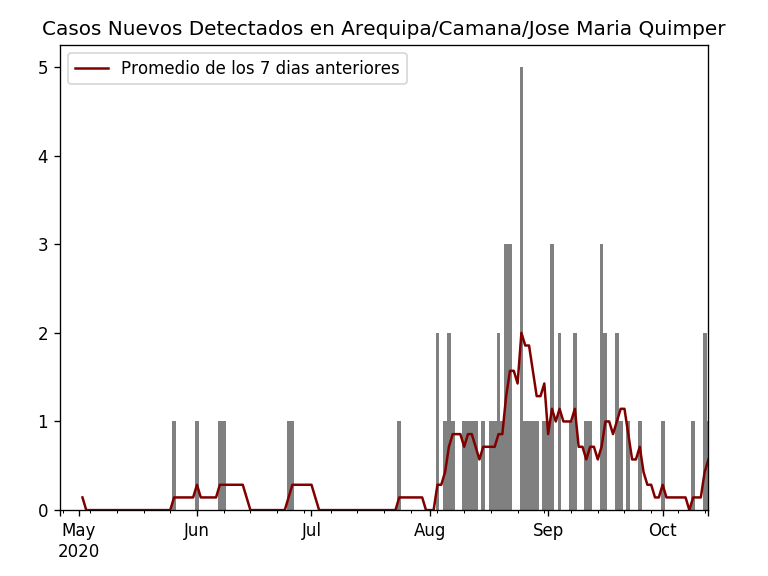 Casos Nuevos Detectados en Arequipa/Camana/Jose Maria Quimper
Promedio de los 7 dias anteriores
5
4
3
2
1
0
May Jun Jul Aug Sep Oct
2020